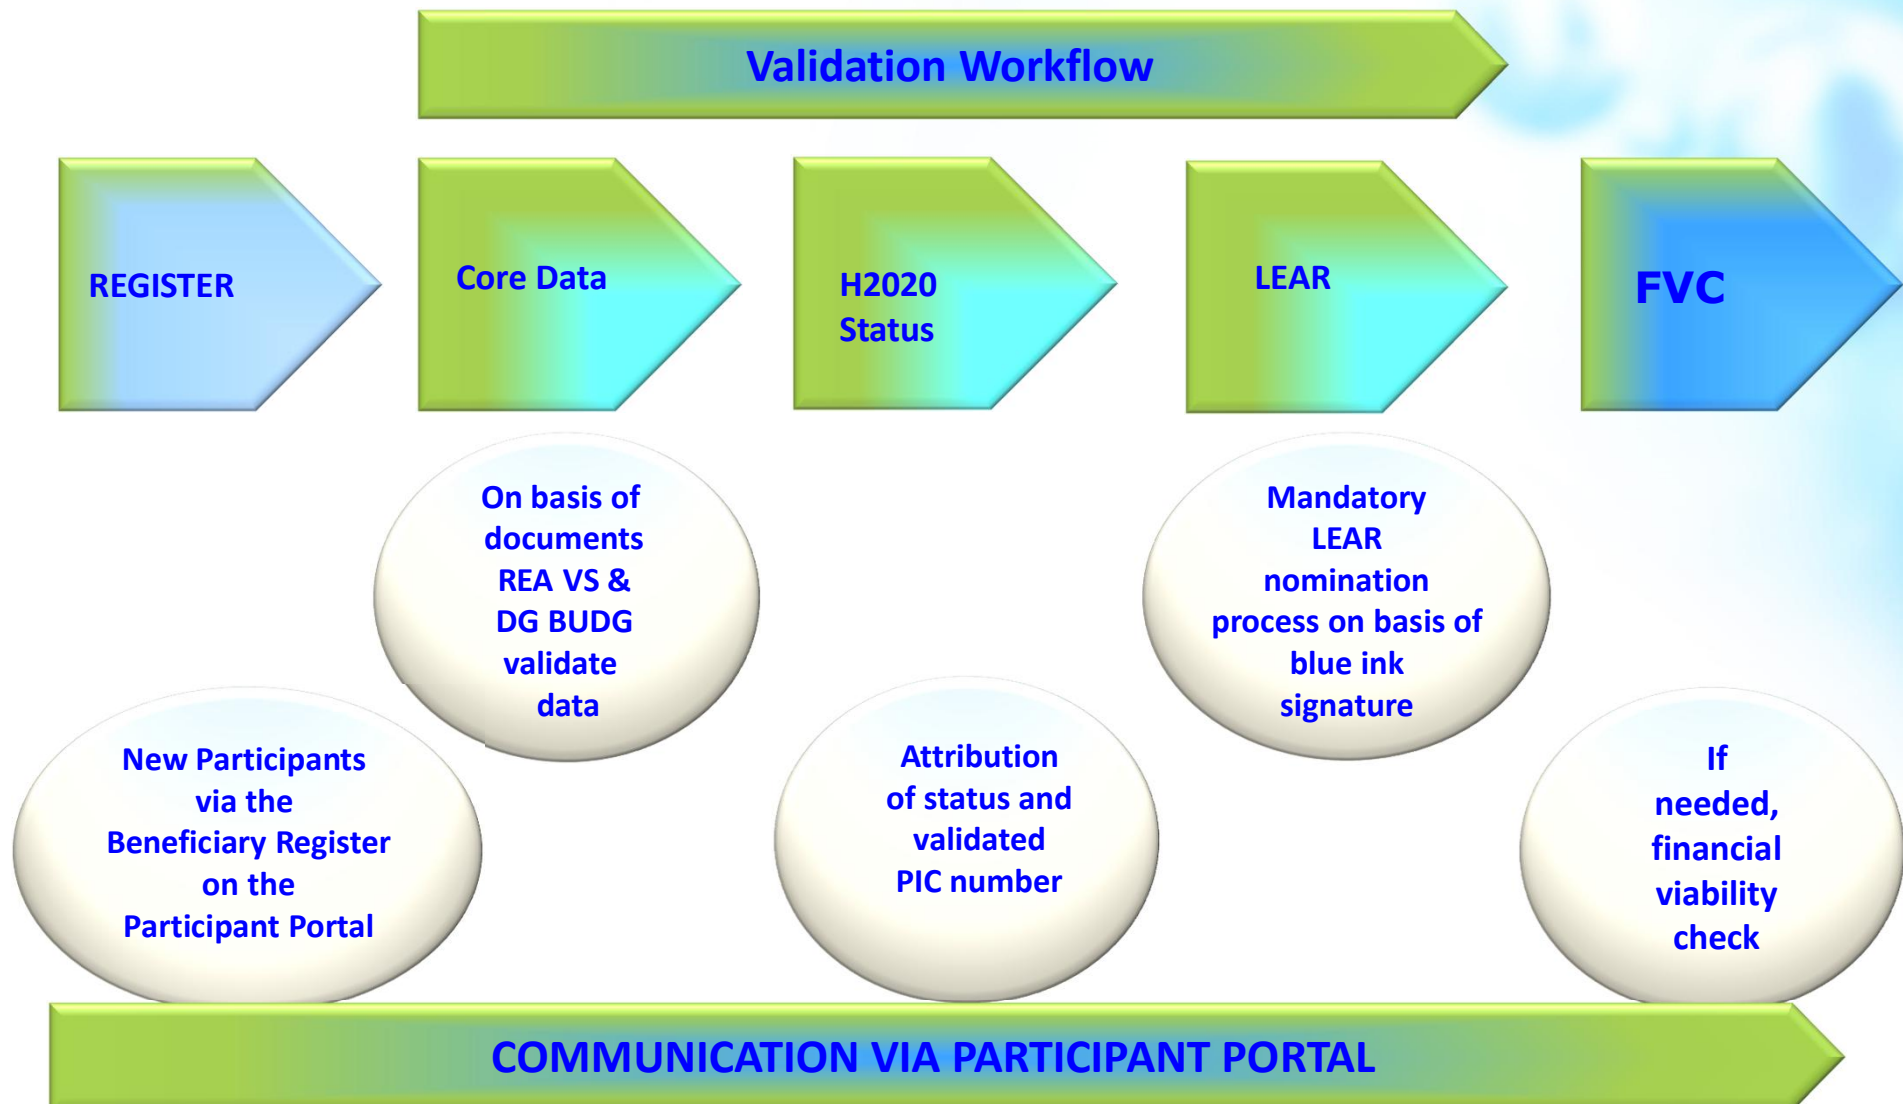 Validation Workflow
REGISTER
Core Data
H2020
Status
LEAR
FVC
On basis of
documents
REA VS &
DG BUDG
validate
data
Mandatory
LEAR
nomination
process on basis of
blue ink
signature
New Participants
via the
Beneficiary Register
on the
Participant Portal
Attribution
of status and
validated
PIC number
If
needed,
financial
viability
check
COMMUNICATION VIA PARTICIPANT PORTAL